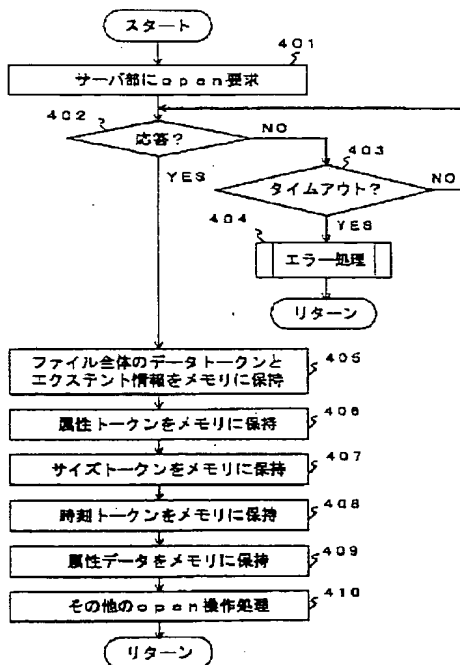 スタート
401
サーバ部にopen要求
402
応答?
NO
403
YES
タイムアウト?
NO
404
YES
エラー処理
リターン
ファイル全体のデータトークンと
エクステント情報をメモリに保持
405
属性トークンをメモリに保持
406
サイズトークンをメモリに保持
407
時刻トークンをメモリに保持
408
属性データをメモリに保持
409
その他のopen操作処理
410
リターン